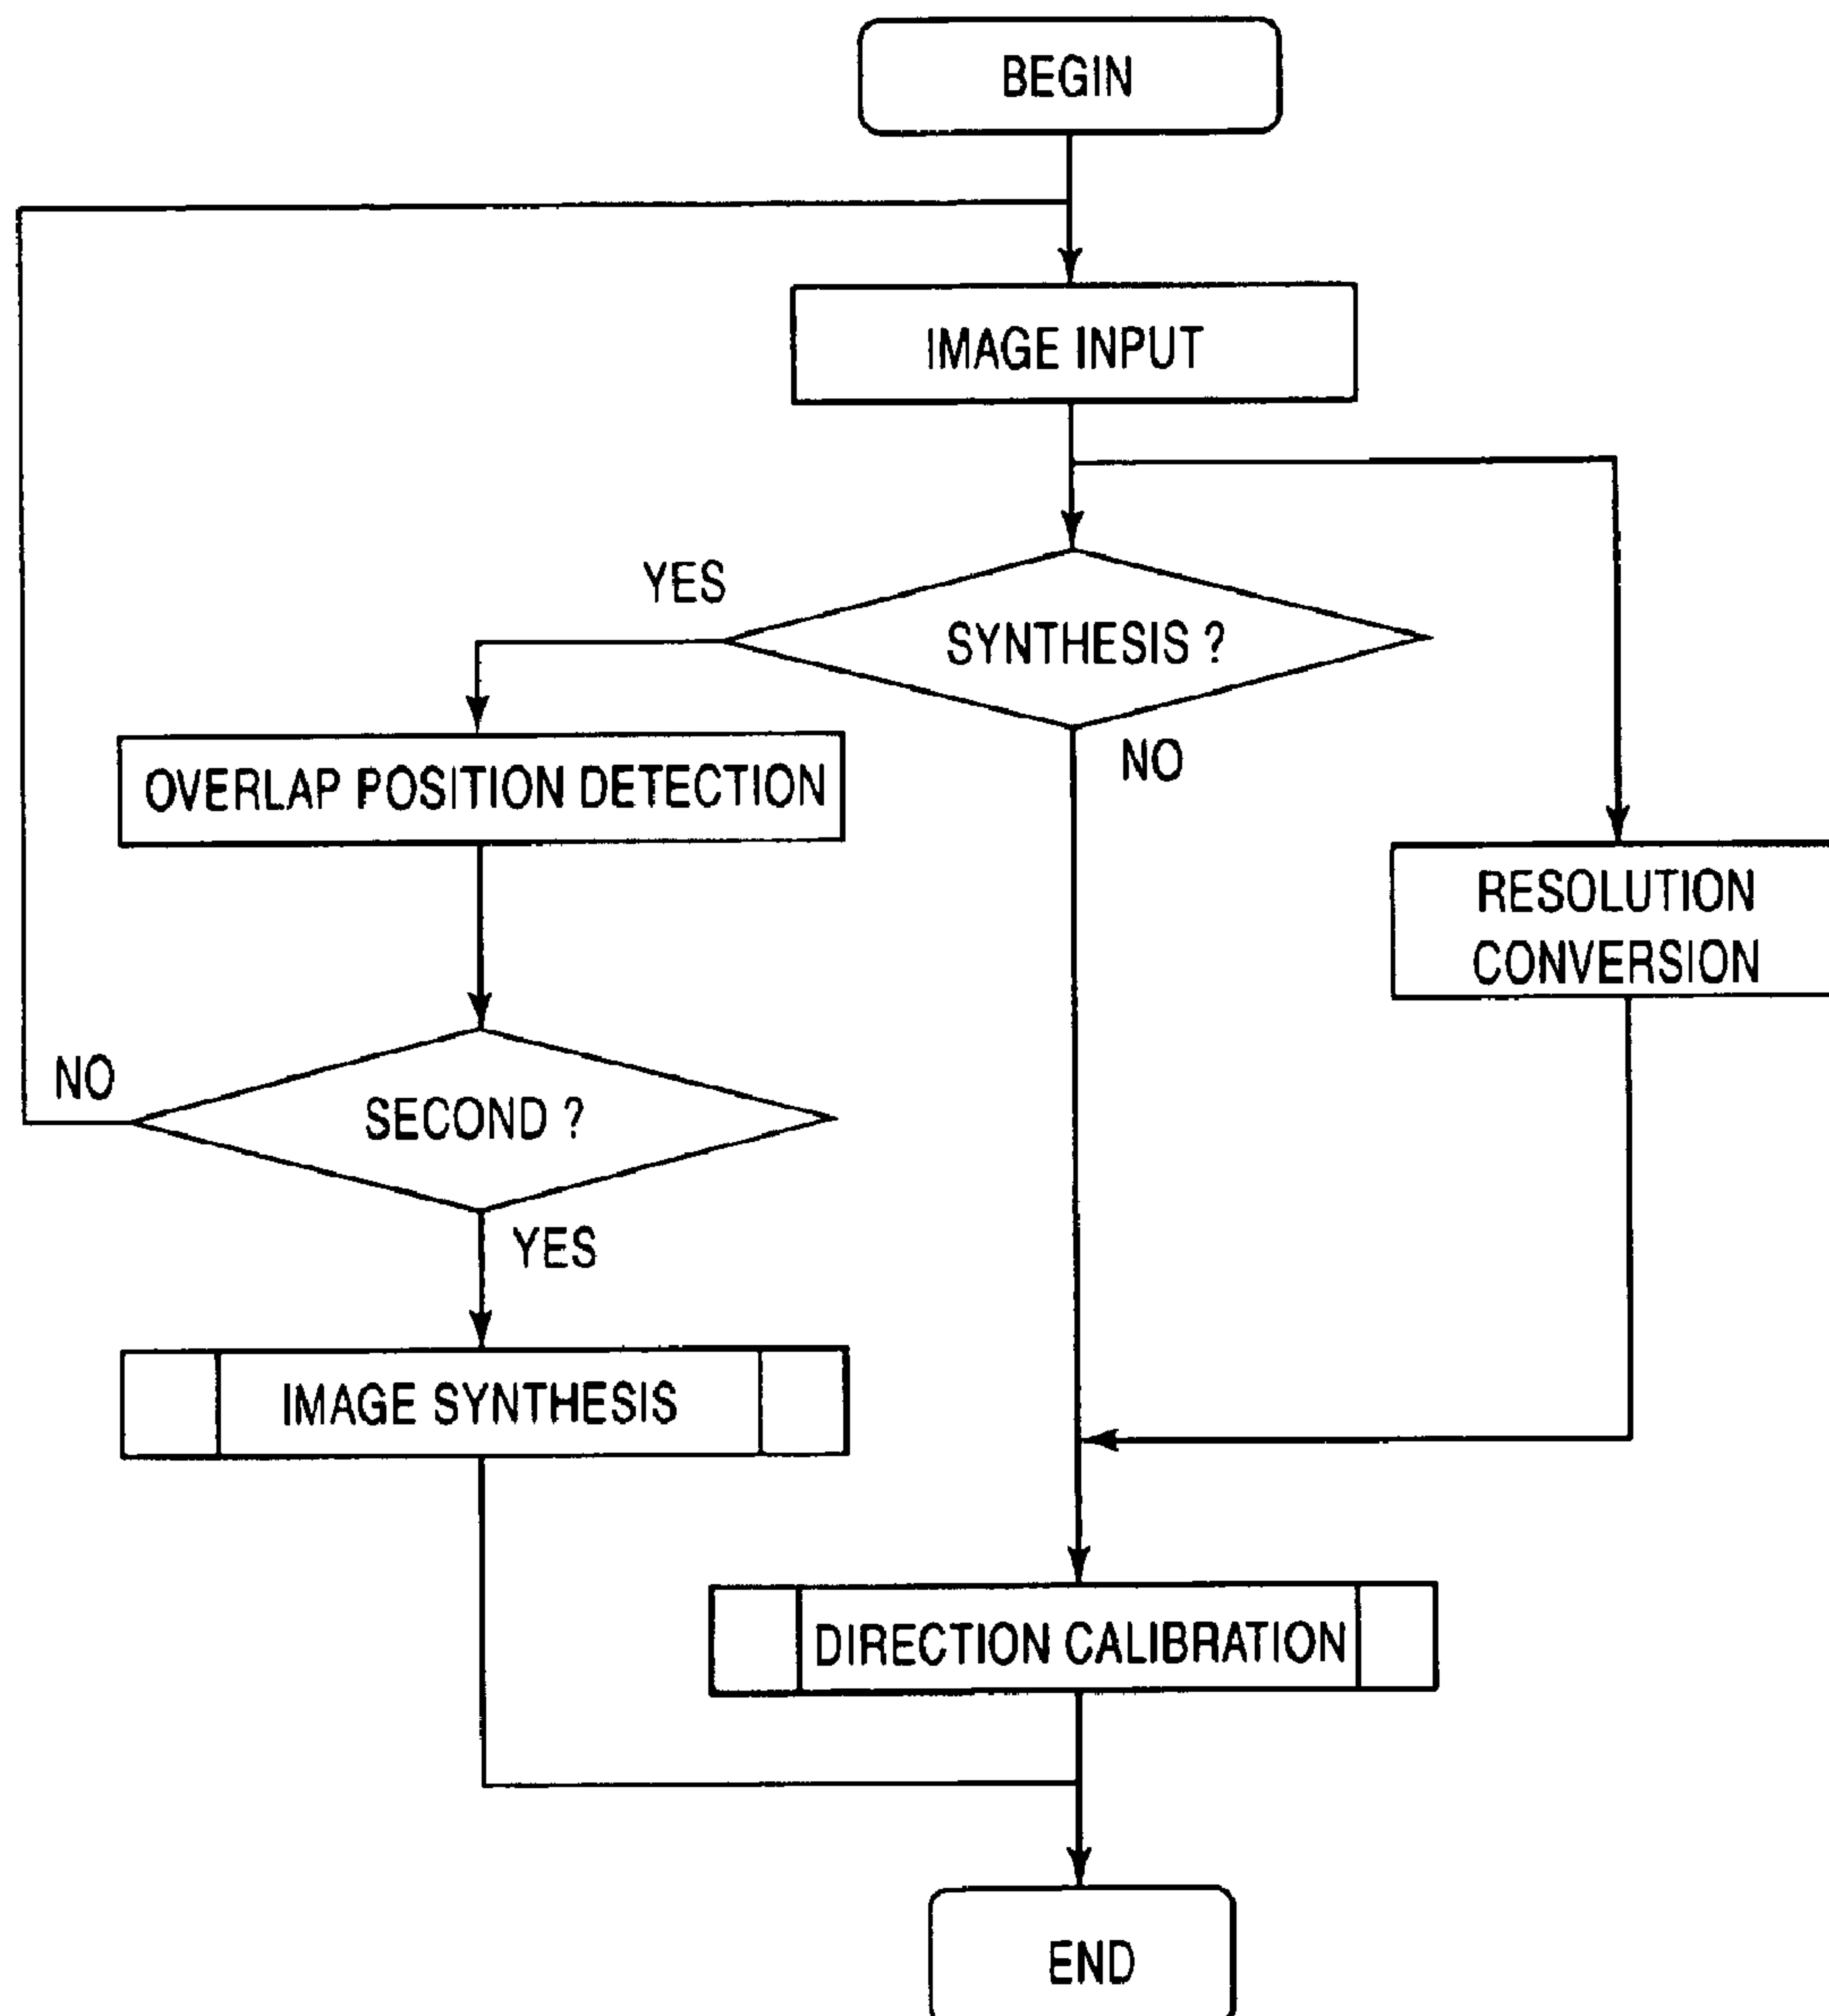 BEGIN
IMAGE INPUT
YES
SYNTHESIS ?
NO
OVERLAP POSITION DETECTION
RESOLUTION
CONVERSION
NO
SECOND ?
YES
IMAGE SYNTHESIS
DIRECTION CALIBRATION
END